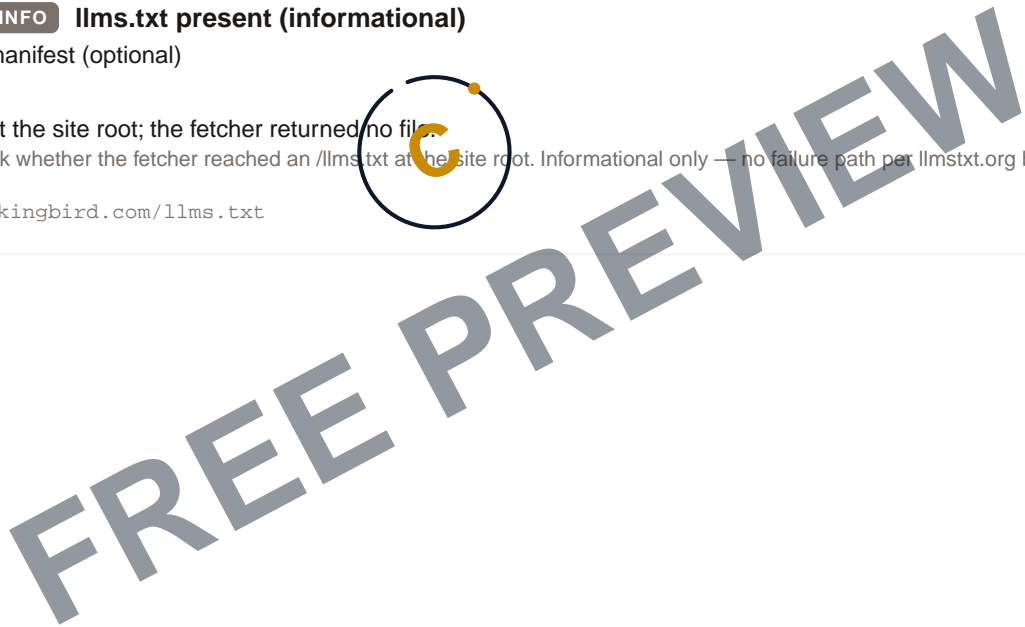 INFO llms.txt present (informational)
manifest (optional)
t the site root; the fetcher returned no file.
k whether the fetcher reached an /llms.txt at the site root. Informational only — no failure path per llmstxt.org
kingbird.com/llms.txt
C
FREE PREVIEW